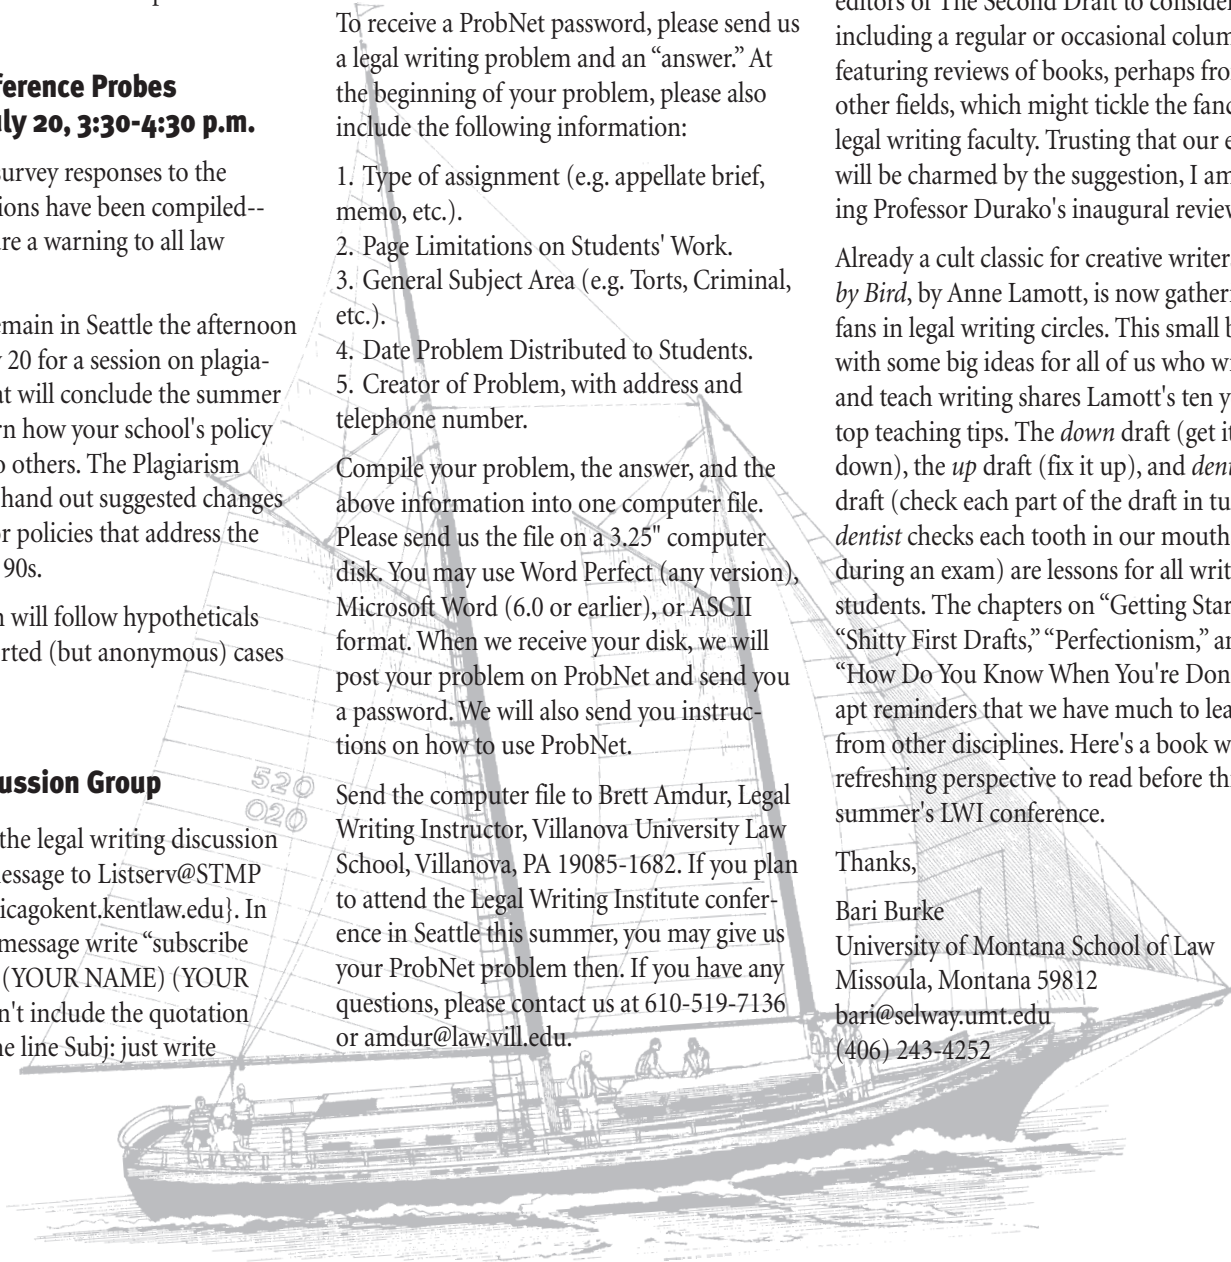 ference Probes
ly 20, 3:30-4:30 p.m.
survey responses to the
ions have been compiled--
re a warning to all law
emain in Seattle the afternoon
20 for a session on plagia-
at will conclude the summer
rn how your school's policy
o others. The Plagiarism
hand out suggested changes
or policies that address the
90s.
n will follow hypotheticals
rted (but anonymous) cases
520
020
ussion Group
the legal writing discussion
essage to Listserv@STMP
icagokent.kentlaw.edu}. In
message write “subscribe
(YOUR NAME) (YOUR
n't include the quotation
ne line Subj: just write
To receive a ProbNet password, please send us
a legal writing problem and an “answer.” At
the beginning of your problem, please also
include the following information:
1. Type of assignment (e.g. appellate brief,
memo, etc.).
2. Page Limitations on Students' Work.
3. General Subject Area (e.g. Torts, Criminal,
etc.).
4. Date Problem Distributed to Students.
5. Creator of Problem, with address and
telephone number.
Compile your problem, the answer, and the
above information into one computer file.
Please send us the file on a 3.25" computer
disk. You may use Word Perfect (any version),
Microsoft Word (6.0 or earlier), or ASCII
format. When we receive your disk, we will
post your problem on ProbNet and send you
a password. We will also send you instruc-
tions on how to use ProbNet.
Send the computer file to Brett Amdur, Legal
Writing Instructor, Villanova University Law
School, Villanova, PA 19085-1682. If you plan
to attend the Legal Writing Institute confer-
ence in Seattle this summer, you may give us
your ProbNet problem then. If you have any
questions, please contact us at 610-519-7136
or amdur@law.vill.edu.
editors of The Second Draft to consider
including a regular or occasional colum
featuring reviews of books, perhaps fro
other fields, which might tickle the fanc
legal writing faculty. Trusting that our e
will be charmed by the suggestion, I am
ing Professor Durako's inaugural review
Already a cult classic for creative writer
by Bird, by Anne Lamott, is now gather
fans in legal writing circles. This small b
with some big ideas for all of us who wr
and teach writing shares Lamott's ten y
top teaching tips. The down draft (get it
down), the up draft (fix it up), and dent
draft (check each part of the draft in tu
dentist checks each tooth in our mouth
during an exam) are lessons for all writ
students. The chapters on “Getting Star
“Shitty First Drafts,” “Perfectionism,” an
“How Do You Know When You're Don
apt reminders that we have much to lea
from other disciplines. Here's a book w
refreshing perspective to read before th
summer's LWI conference.
Thanks,
Bari Burke
University of Montana School of Law
Missoula, Montana 59812
bari@selway.umt.edu
(406) 243-4252